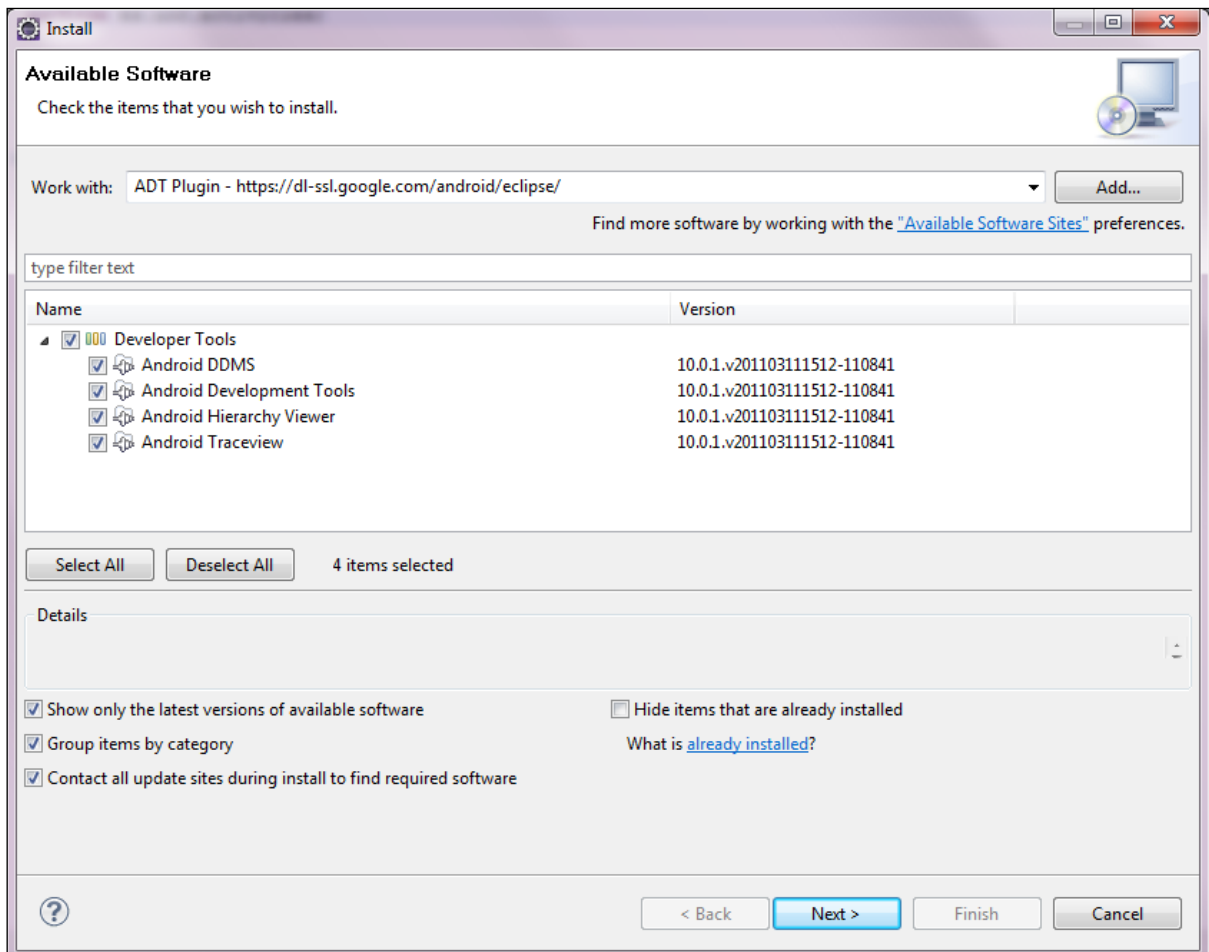 Install
Available Software
Check the items that you wish to install.
Work with: ADT Plugin - https://dl-ssl.google.com/android/eclipse/ Add...
Find more software by working with the "Available Software Sites" preferences.
type filter text
Name Version
Developer Tools
Android DDMS 10.0.1.v201103111512-110841
Android Development Tools 10.0.1.v201103111512-110841
Android Hierarchy Viewer 10.0.1.v201103111512-110841
Android Traceview 10.0.1.v201103111512-110841
Select All Deselect All 4 items selected
Details
Show only the latest versions of available software Hide items that are already installed
Group items by category What is already installed?
Contact all update sites during install to find required software
? < Back Next > Finish Cancel